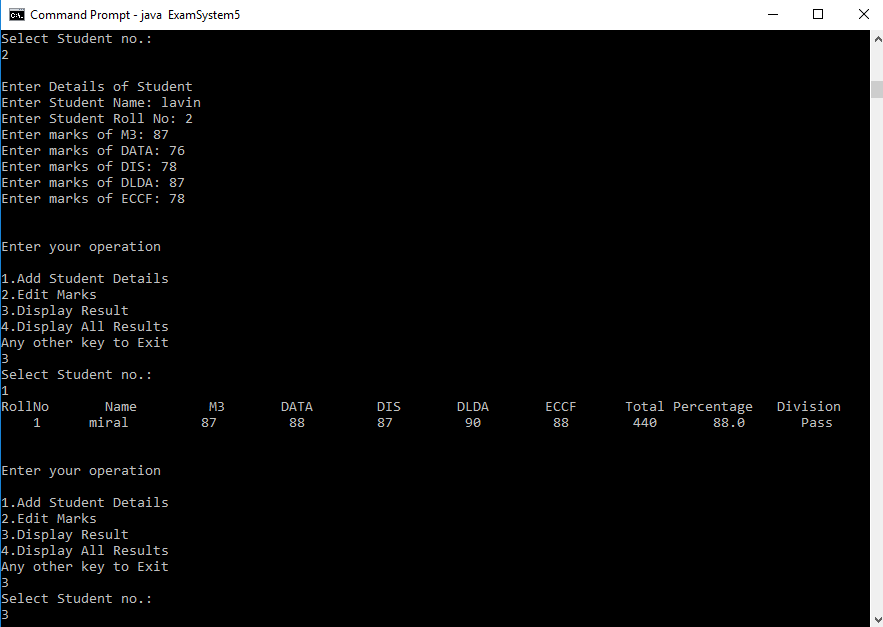 Command Prompt - java  ExamSystem5
Select Student no.:
2
Enter Details of Student
Enter Student Name: lavin
Enter Student Roll No: 2
Enter marks of M3: 87
Enter marks of DATA: 76
Enter marks of DIS: 78
Enter marks of DLDA: 87
Enter marks of ECCF: 78
Enter your operation
1.Add Student Details
2.Edit Marks
3.Display Result
4.Display All Results
Any other key to Exit
3
Select Student no.:
1
RollNo       Name         M3       DATA        DIS       DLDA       ECCF      Total Percentage   Division
    1      miral         87         88         87         90         88        440       88.0       Pass
Enter your operation
1.Add Student Details
2.Edit Marks
3.Display Result
4.Display All Results
Any other key to Exit
3
Select Student no.:
3